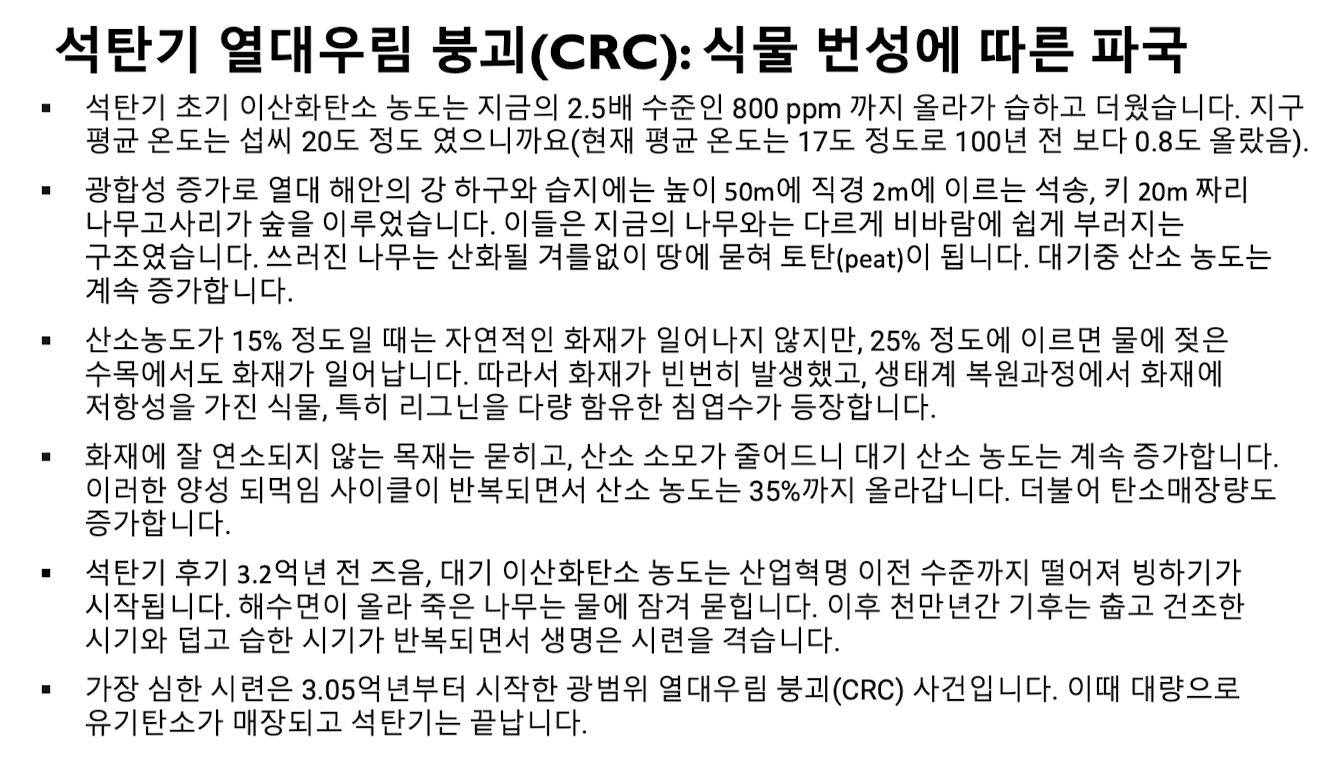 석탄기 열대우림 붕괴(CRC): 식물 번성에 따른 파국
▪ 석탄기 초기 이산화탄소 농도는 지금의 2.5배 수준인 800 ppm 까지 올라가 습하고 더웠습니다. 지구
평균 온도는 섭씨 20도 정도 였으니까요(현재 평균 온도는 17도 정도로 100년 전 보다 0.8도 올랐음).
▪ 광합성 증가로 열대 해안의 강 하구와 습지에는 높이 50m에 직경 2m에 이르는 석송, 키 20m 짜리
나무고사리가 숲을 이루었습니다. 이들은 지금의 나무와는 다르게 비바람에 쉽게 부러지는
구조였습니다. 쓰러진 나무는 산화될 겨를없이 땅에 묻혀 토탄(peat)이 됩니다. 대기중 산소 농도는
계속 증가합니다.
▪ 산소농도가 15% 정도일 때는 자연적인 화재가 일어나지 않지만, 25% 정도에 이르면 물에 젖은
수목에서도 화재가 일어납니다. 따라서 화재가 빈번히 발생했고, 생태계 복원과정에서 화재에
저항성을 가진 식물, 특히 리그닌을 다량 함유한 침엽수가 등장합니다.
▪ 화재에 잘 연소되지 않는 목재는 묻히고, 산소 소모가 줄어드니 대기 산소 농도는 계속 증가합니다.
이러한 양성 되먹임 사이클이 반복되면서 산소 농도는 35%까지 올라갑니다. 더불어 탄소매장량도
증가합니다.
▪ 석탄기 후기 3.2억년 전 즈음, 대기 이산화탄소 농도는 산업혁명 이전 수준까지 떨어져 빙하기가
시작됩니다. 해수면이 올라 죽은 나무는 물에 잠겨 묻힙니다. 이후 천만년간 기후는 춥고 건조한
시기와 덥고 습한 시기가 반복되면서 생명은 시련을 격습니다.
▪ 가장 심한 시련은 3.05억년부터 시작한 광범위 열대우림 붕괴(CRC) 사건입니다. 이때 대량으로
유기탄소가 매장되고 석탄기는 끝납니다.